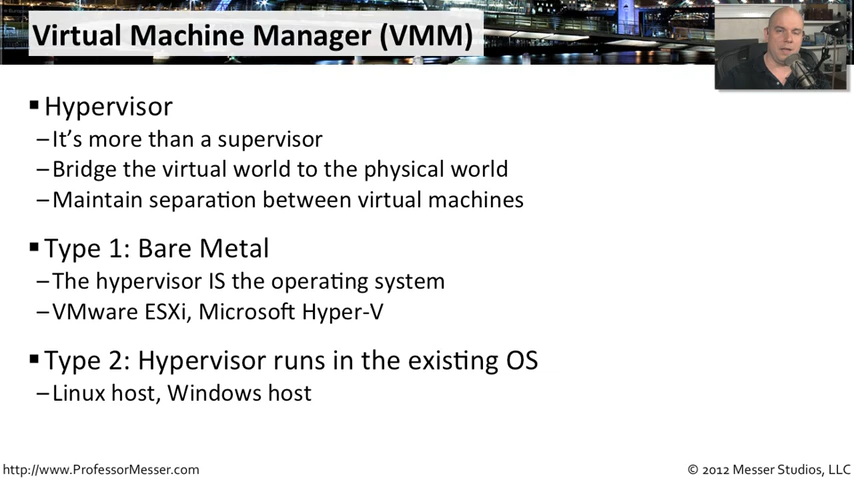 Virtual Machine Manager (VMM)
▪ Hypervisor
– It’s more than a supervisor
– Bridge the virtual world to the physical world
– Maintain separation between virtual machines
▪ Type 1: Bare Metal
– The hypervisor IS the operating system
– VMware ESXi, Microsoft Hyper-V
▪ Type 2: Hypervisor runs in the existing OS
– Linux host, Windows host
http://www.ProfessorMesser.com
© 2012 Messer Studios, LLC